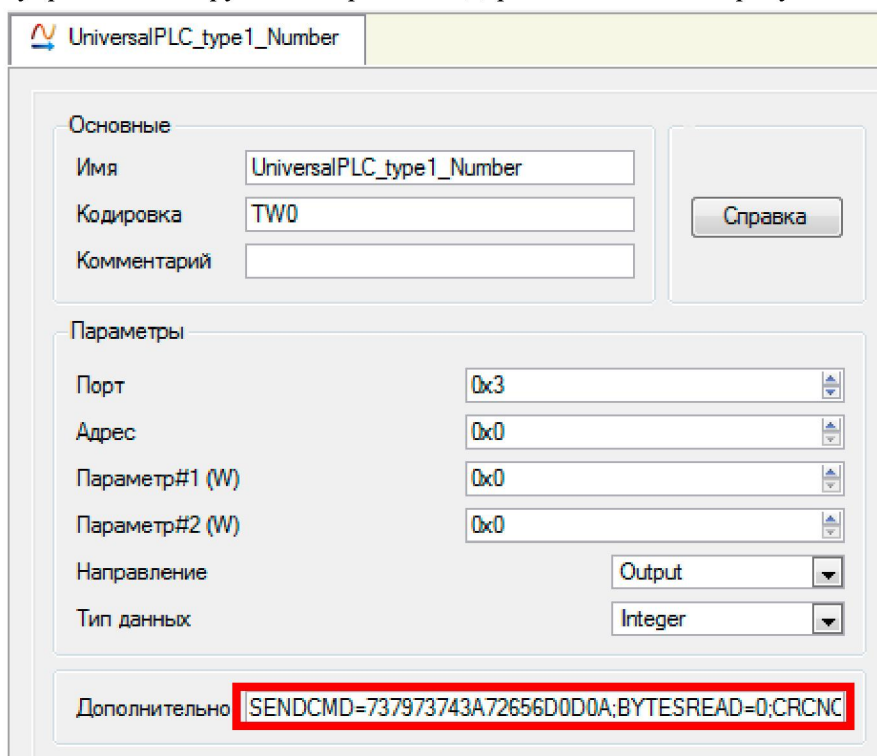 UniversalPLC_type1_Number
Основные
Имя UniversalPLC_type1_Number
Кодировка TW0
Справка
Комментарий
Параметры
Порт 0x3
Адрес 0x0
Параметр#1 (W) 0x0
Параметр#2 (W) 0x0
Направление Output
Тип данных Integer
Дополнительно SENDCMD=737973743A72656D0D0A;BYTESREAD=0;CRCNC